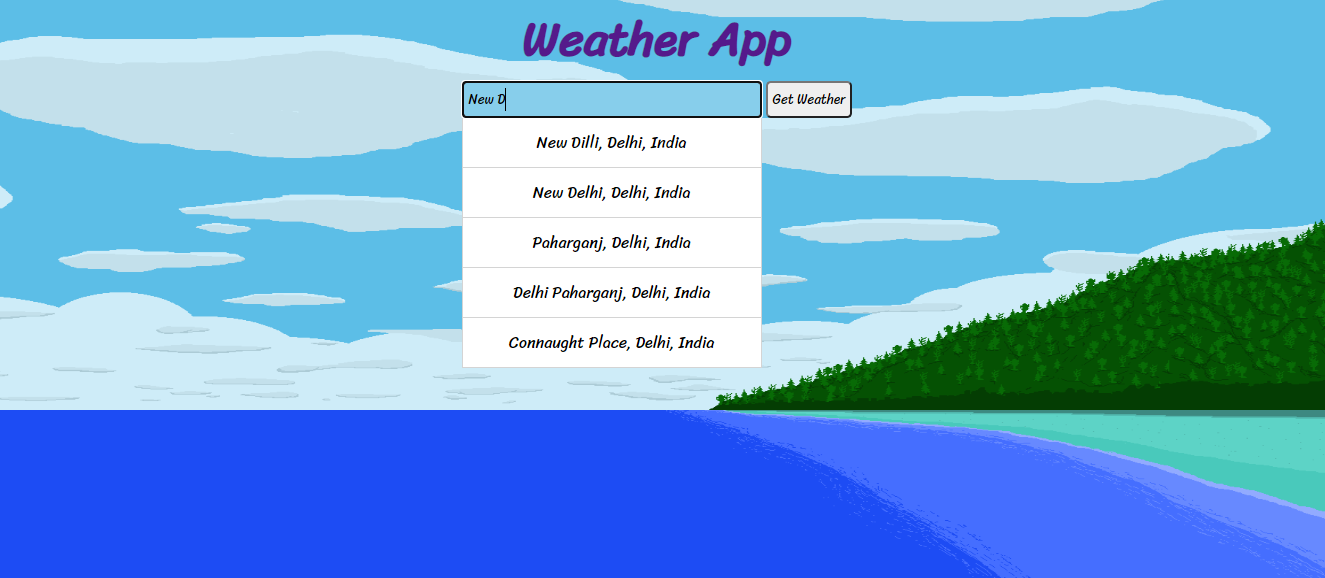 Weather App
New D
Get Weather
New Dilli, Delhi, India
New Delhi, Delhi, India
Paharganj, Delhi, India
Delhi Paharganj, Delhi, India
Connaught Place, Delhi, India